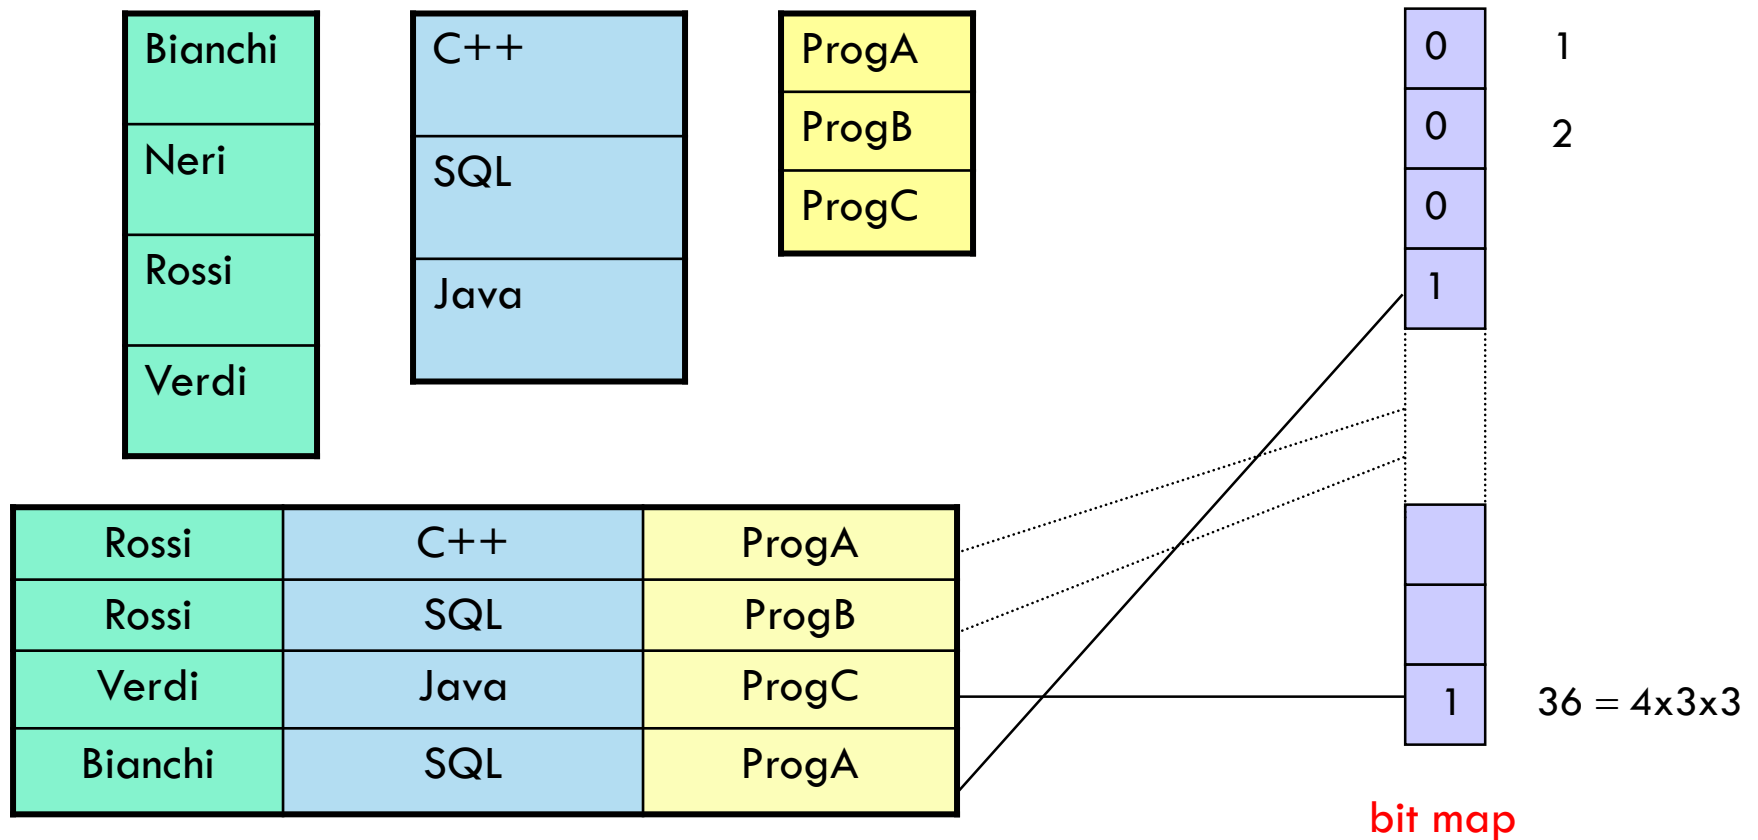 Bianchi
Neri
Rossi
Verdi
C++
SQL
Java
ProgA
ProgB
ProgC
0 1
0 2
0
1
Rossi C++ ProgA
Rossi SQL ProgB
Verdi Java ProgC
Bianchi SQL ProgA
1 36 = 4x3x3
bit map